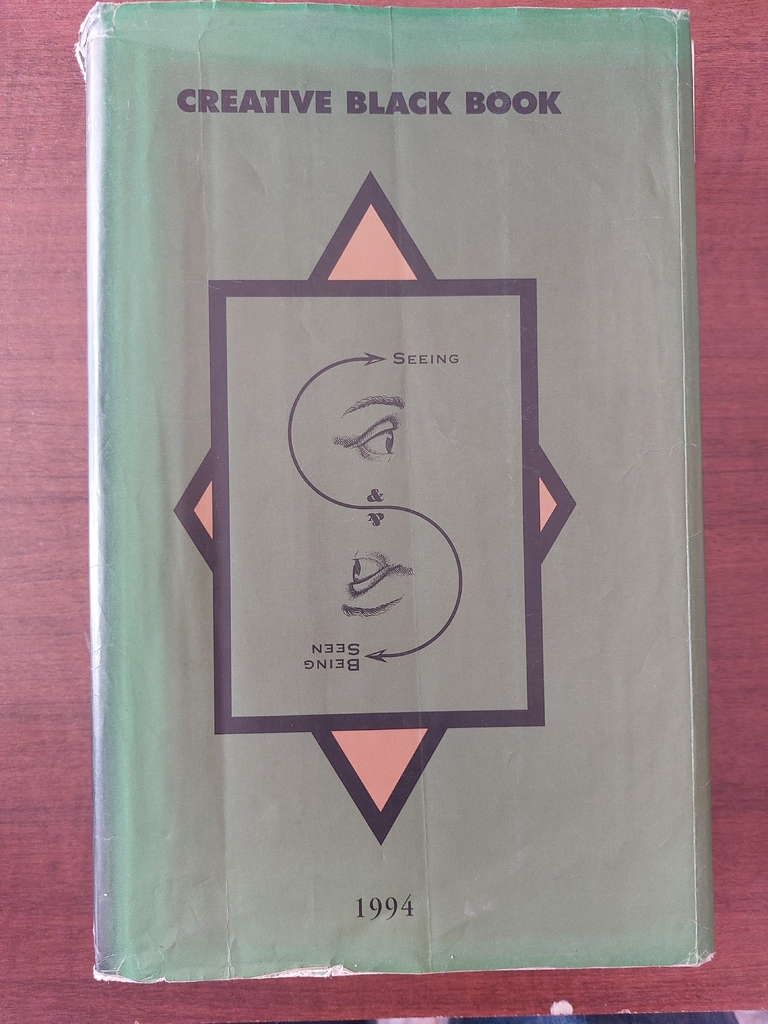 CREATIVE BLACK BOOK
SEEING
&
&
BEING
SEEN
1994